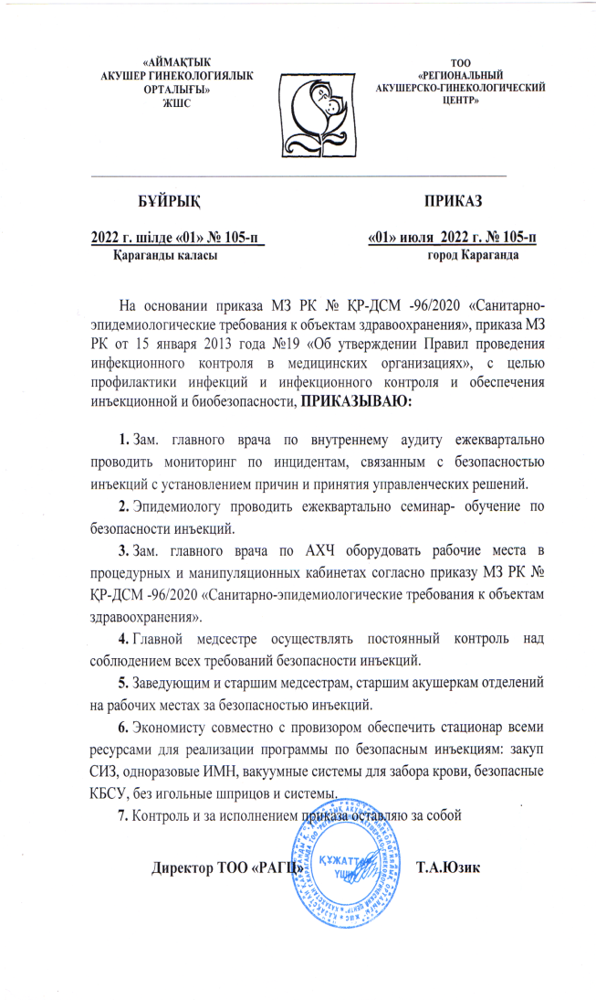 «АЙМАҚТЫК
АКУШЕР ГИНЕКОЛОГИЯЛЫК
ОРТАЛЫҒЫ»
ЖШС
ТОО
«РЕГИОНАЛЬНЫЙ
АКУШЕРСКО-ГИНЕКОЛОГИЧЕСКИЙ
ЦЕНТР»
БҰЙРЫҚ
ПРИКАЗ
2022 г. шілде «01» № 105-п
«01» июля 2022 г. № 105-п
Қараганды каласы
город Караганда
На основании приказа МЗ РК № ҚР-ДСМ -96/2020 «Санитарно-
эпидемиологические требования к объектам здравоохранения», приказа МЗ
РК от 15 января 2013 года №19 «Об утверждении Правил проведения
инфекционного контроля в медицинских организациях», с целью
профилактики инфекций и инфекционного контроля и обеспечения
инъекционной и биобезопасности, ПРИКАЗЫВАЮ:
1. Зам. главного врача по внутреннему аудиту ежеквартально
проводить мониторинг по инцидентам, связанным с безопасностью
инъекций с установлением причин и принятия управленческих решений.
2. Эпидемиологу проводить ежеквартально семинар- обучение по
безопасности инъекций.
3. Зам. главного врача по АХЧ оборудовать рабочие места в
процедурных и манипуляционных кабинетах согласно приказу МЗ РК №
ҚР-ДСМ -96/2020 «Санитарно-эпидемиологические требования к объектам
здравоохранения».
4. Главной медсестре осуществлять постоянный контроль над
соблюдением всех требований безопасности инъекций.
5. Заведующим и старшим медсестрам, старшим акушеркам отделений
на рабочих местах за безопасностью инъекций.
6. Экономисту совместно с провизором обеспечить стационар всеми
ресурсами для реализации программы по безопасным инъекциям: закуп
СИЗ, одноразовые ИМН, вакуумные системы для забора крови, безопасные
КБСУ, без игольные шприцов и системы.
7. Контроль и за исполнением приказа оставляю за собой
Директор ТОО «РАГЦ»
Т.А.Юзик
ҚҰЖАТТАР
ҮШІН